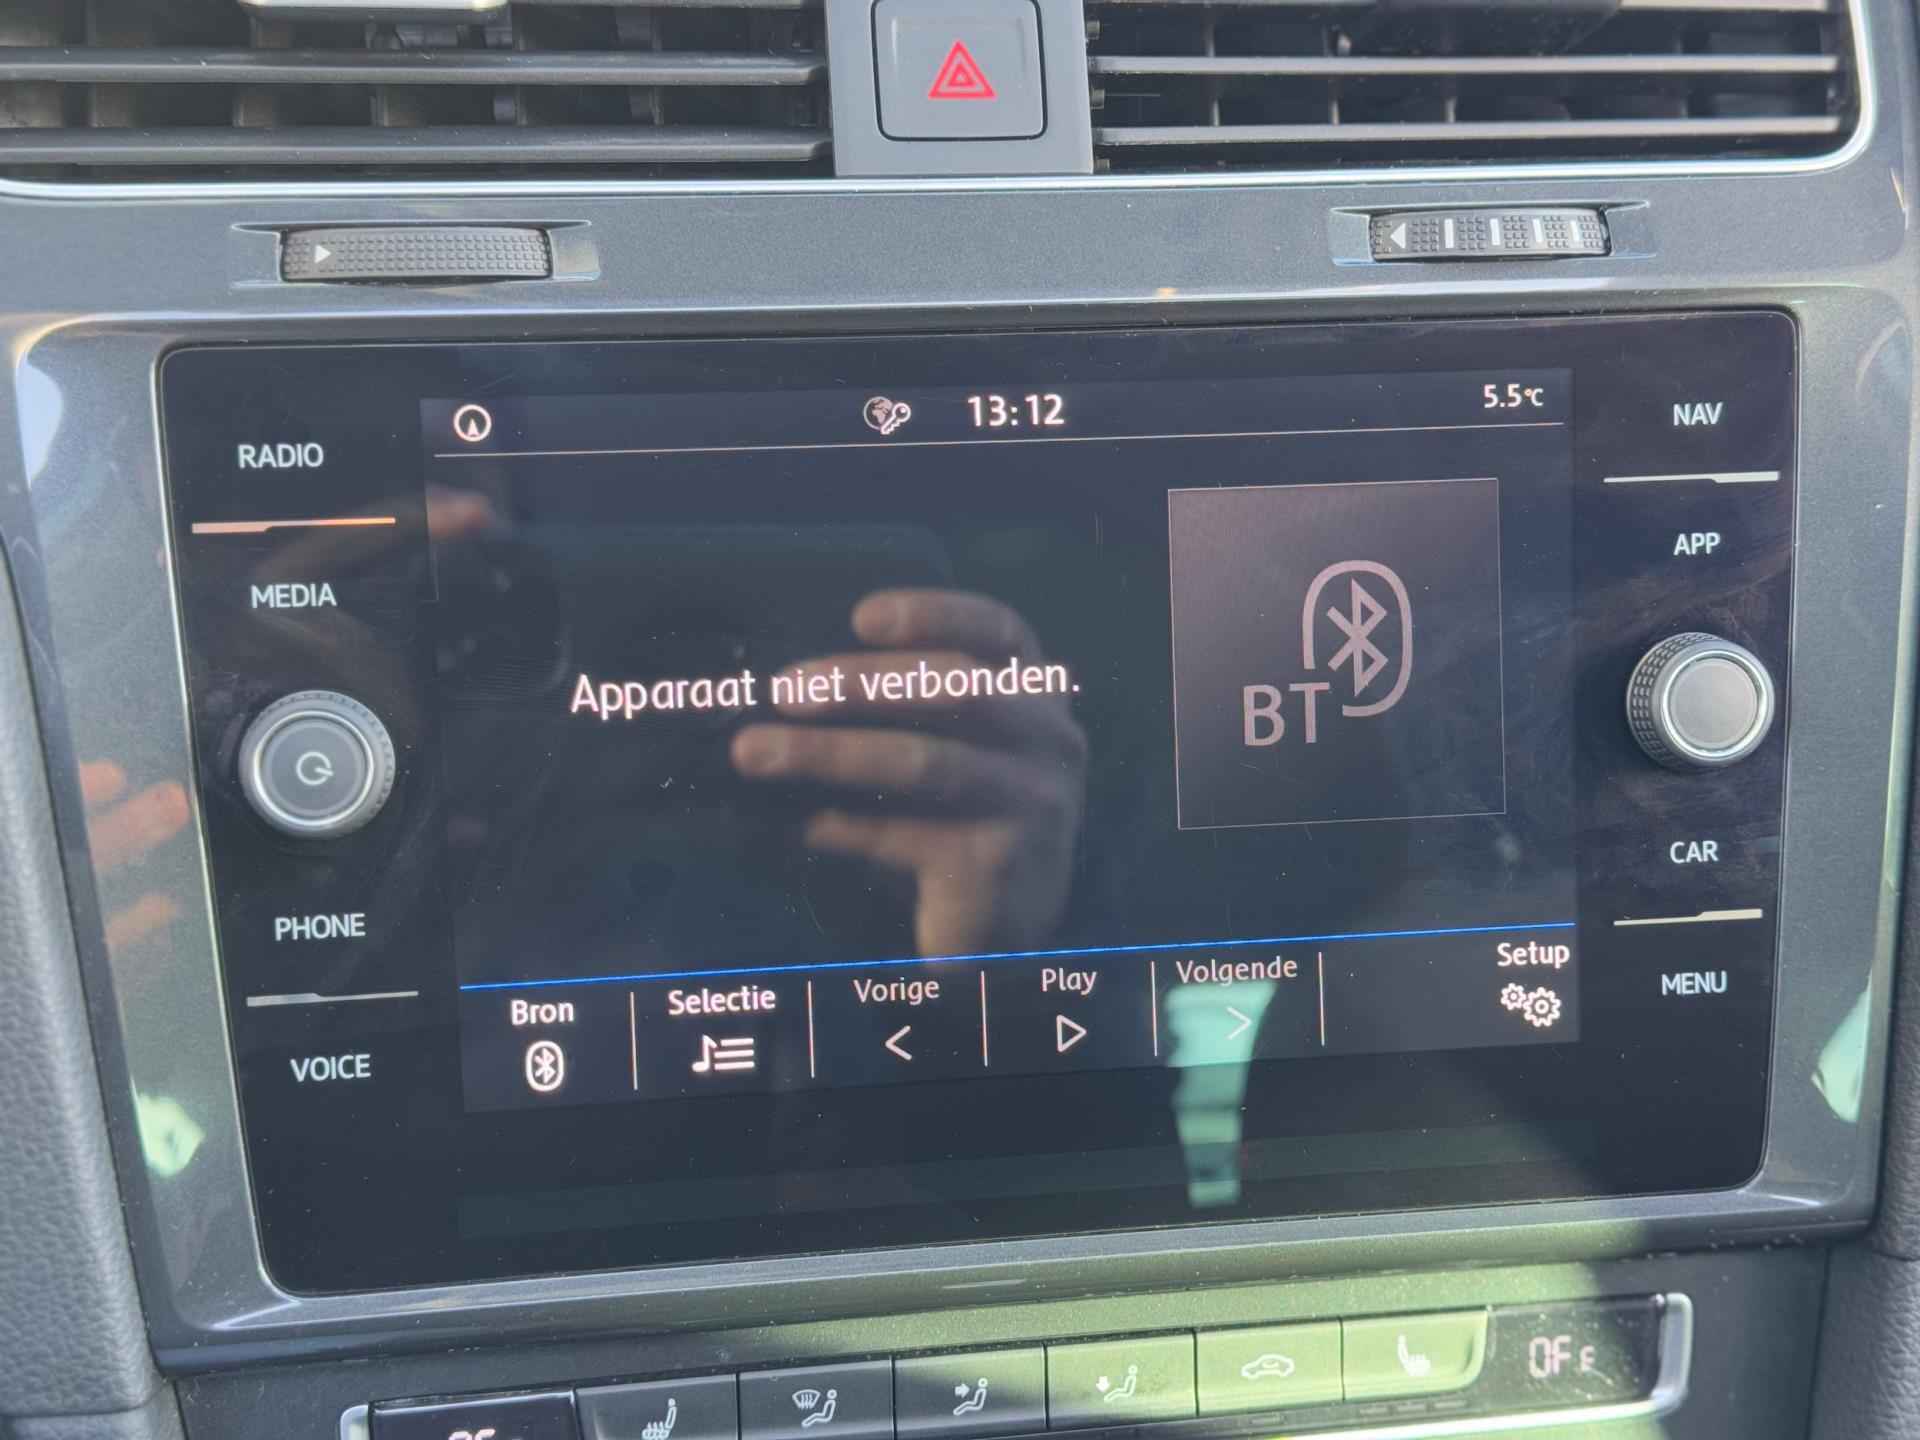 13:12
5.5°C
RADIO
MEDIA
PHONE
VOICE
NAV
APP
CAR
MENU
Apparaat niet verbonden.
BT
Bron
Selectie
Vorige
Play
Volgende
Setup
OFF